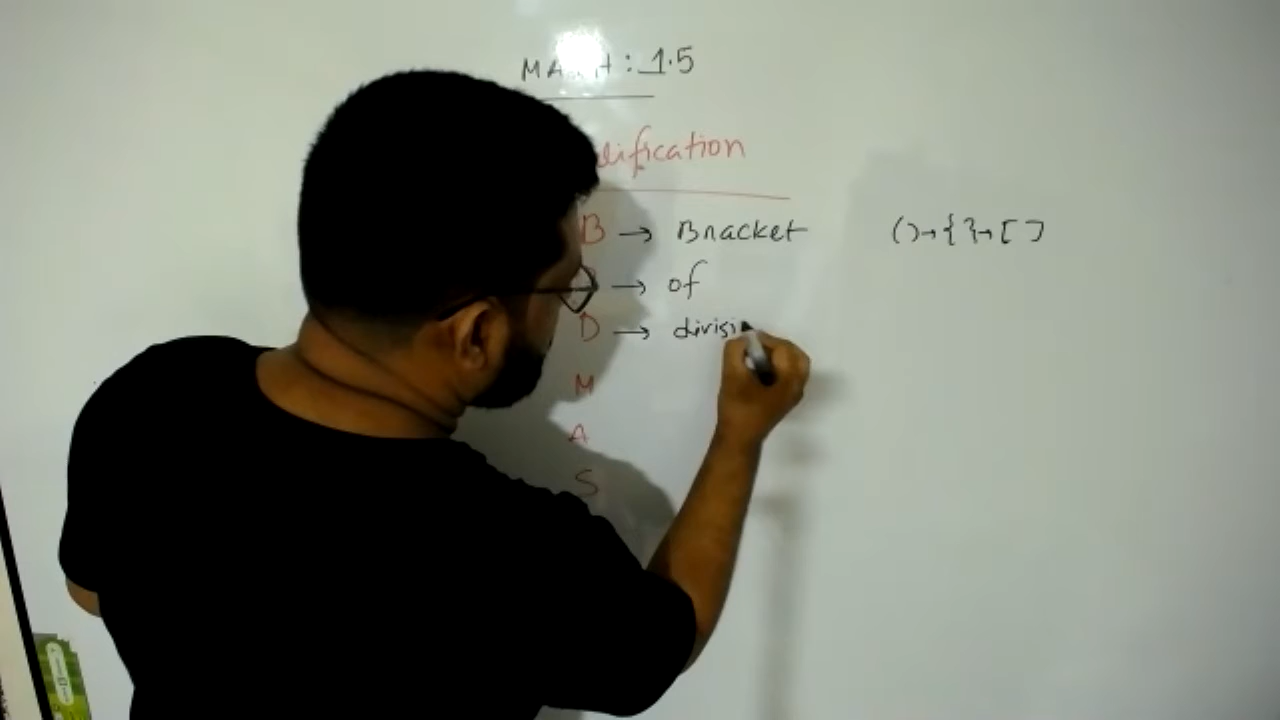 : 1.5
B → Bracket () → { } → [ ]
→ of
D → divisi
M
A
S